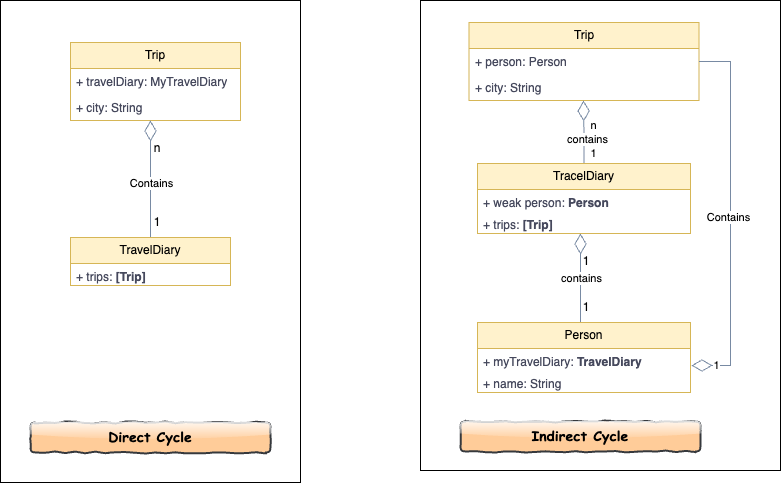 Trip
+ travelDiary: MyTravelDiary
+ city: String
n
Contains
1
TravelDiary
+ trips: [Trip]
Direct Cycle
Trip
+ person: Person
+ city: String
n
contains
1
TracelDiary
+ weak person: Person
+ trips: [Trip]
Contains
1
contains
1
Person
+ myTravelDiary: TravelDiary
1
+ name: String
Indirect Cycle